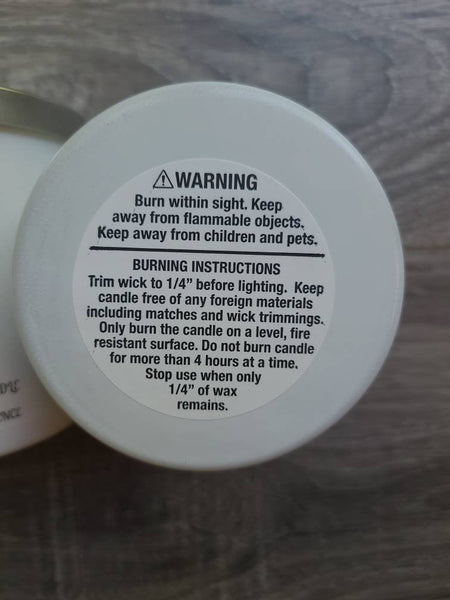 ⚠WARNING
Burn within sight. Keep
away from flammable objects.
Keep away from children and pets.
BURNING INSTRUCTIONS
Trim wick to 1/4” before lighting. Keep
candle free of any foreign materials
including matches and wick trimmings.
Only burn the candle on a level, fire
resistant surface. Do not burn candle
for more than 4 hours at a time.
Stop use when only
1/4” of wax
remains.